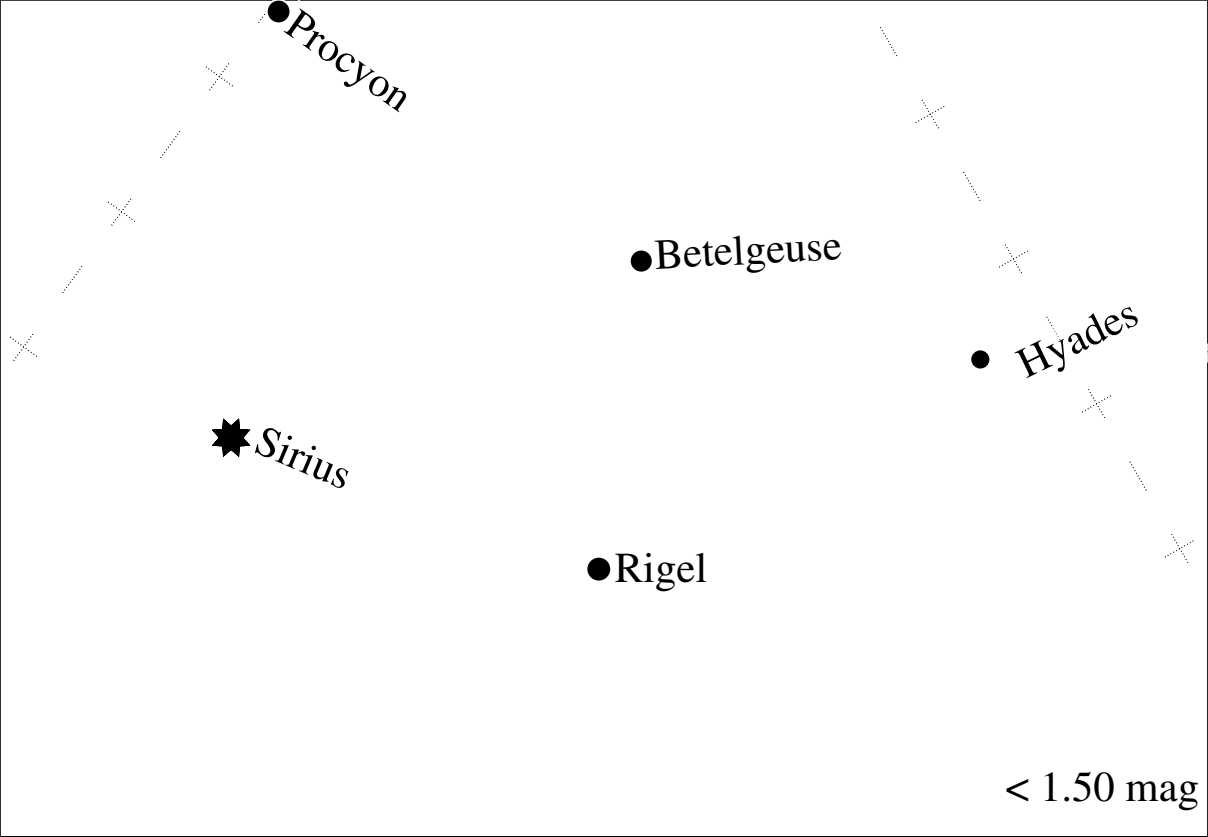 Procyon
Betelgeuse
Hyades
Sirius
Rigel
< 1.50 mag